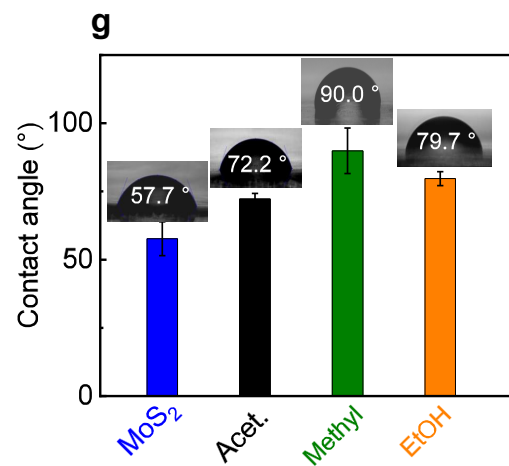 g
Contact angle (°)
100
50
0
57.7 °
72.2 °
90.0 °
79.7 °
MoS₂
Acet.
Methyl
EtOH